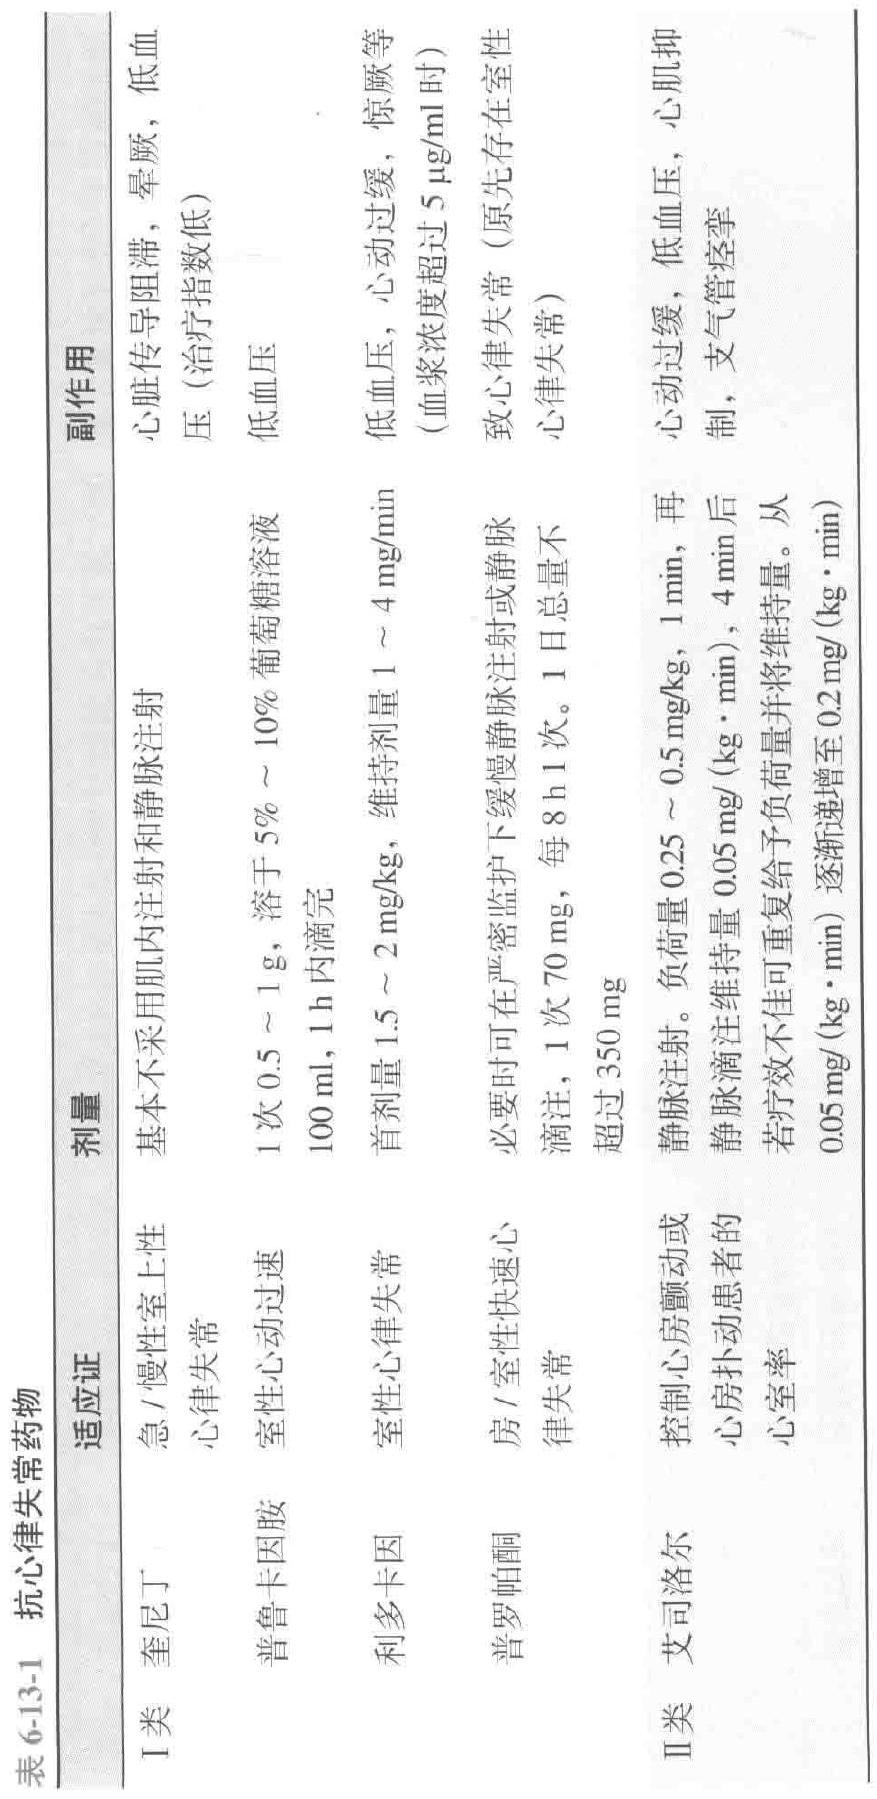 表 6-13-1 抗心律失常药物
适应证 剂量 副作用
I类 奎尼丁 急/慢性室上性 基本不采用肌内注射和静脉注射 心脏传导阻滞，晕厥，低血
心律失常 压（治疗指数低）
普鲁卡因胺 室性心动过速 1次0.5～1g，溶于5%～10%葡萄糖溶液 低血压
100 ml，1h内滴完
利多卡因 室性心律失常 首剂量1.5～2 mg/kg，维持剂量1～4 mg/min 低血压，心动过缓，惊厥等
（血浆浓度超过5 μg/ml时）
普罗帕酮 房/室性快速心 必要时可在严密监护下缓慢静脉注射或静脉 致心律失常（原先存在室性
律失常 滴注，1次70 mg，每8h1次。1日总量不 心律失常）
超过350 mg
II类 艾司洛尔 控制心房颤动或 静脉注射。负荷量0.25～0.5 mg/kg，1min，再 心动过缓，低血压，心肌抑
心房扑动患者的 静脉滴注维持量0.05 mg/(kg·min)，4min后 制，支气管痉挛
心室率 若疗效不佳可重复给予负荷量并将维持量。从
0.05 mg/(kg·min) 逐渐递增至0.2 mg/(kg·min)